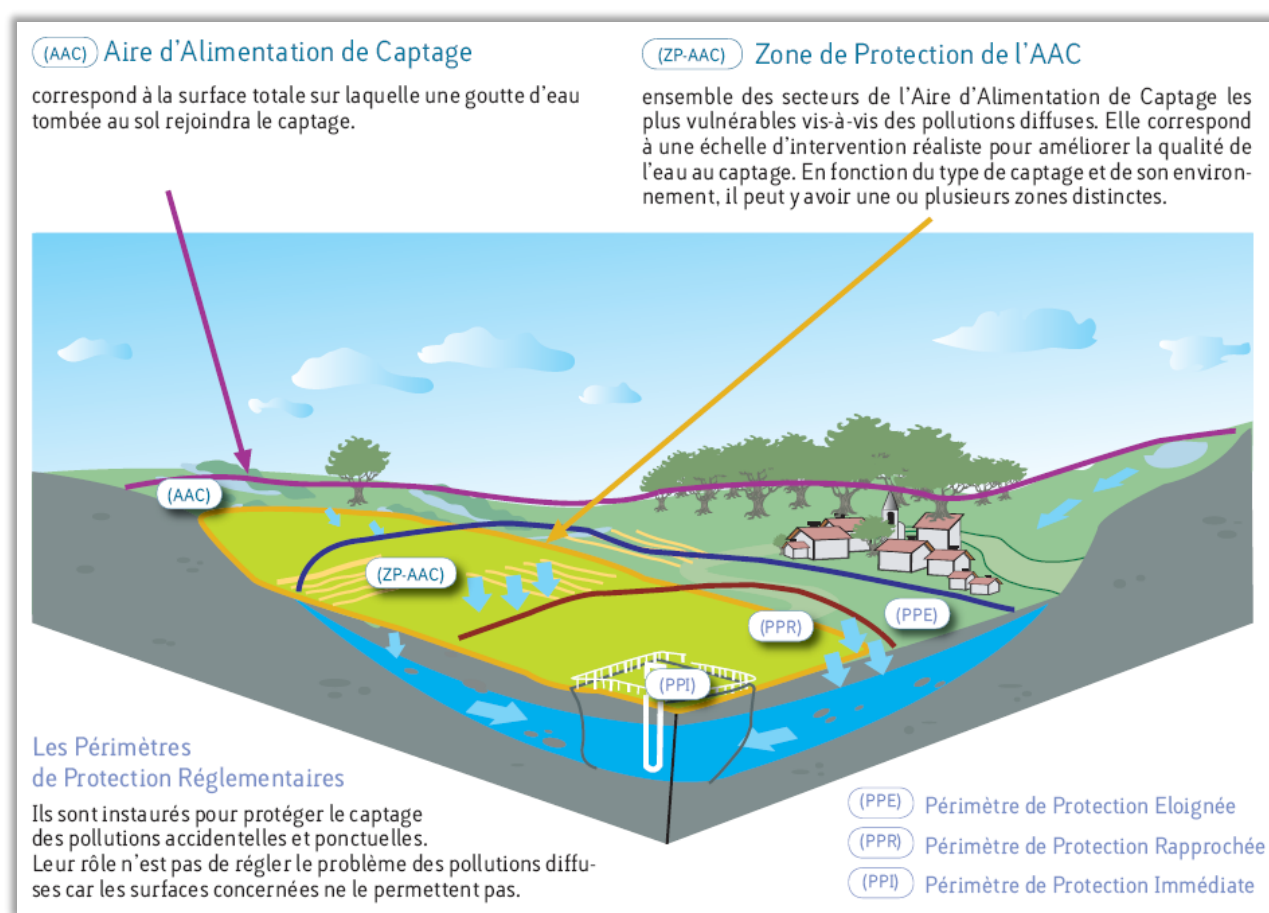 (AAC) Aire d'Alimentation de Captage
correspond à la surface totale sur laquelle une goutte d'eau
tombée au sol rejoindra le captage.
(ZP-AAC) Zone de Protection de l'AAC
ensemble des secteurs de l'Aire d'Alimentation de Captage les
plus vulnérables vis-à-vis des pollutions diffuses. Elle correspond
à une échelle d'intervention réaliste pour améliorer la qualité de
l'eau au captage. En fonction du type de captage et de son environ-
nement, il peut y avoir une ou plusieurs zones distinctes.
(AAC)
(ZP-AAC)
(PPE)
(PPR)
(PPI)
Les Périmètres
de Protection Réglementaires
Ils sont instaurés pour protéger le captage
des pollutions accidentelles et ponctuelles.
Leur rôle n'est pas de régler le problème des pollutions diffu-
ses car les surfaces concernées ne le permettent pas.
(PPE) Périmètre de Protection Eloignée
(PPR) Périmètre de Protection Rapprochée
(PPI) Périmètre de Protection Immédiate